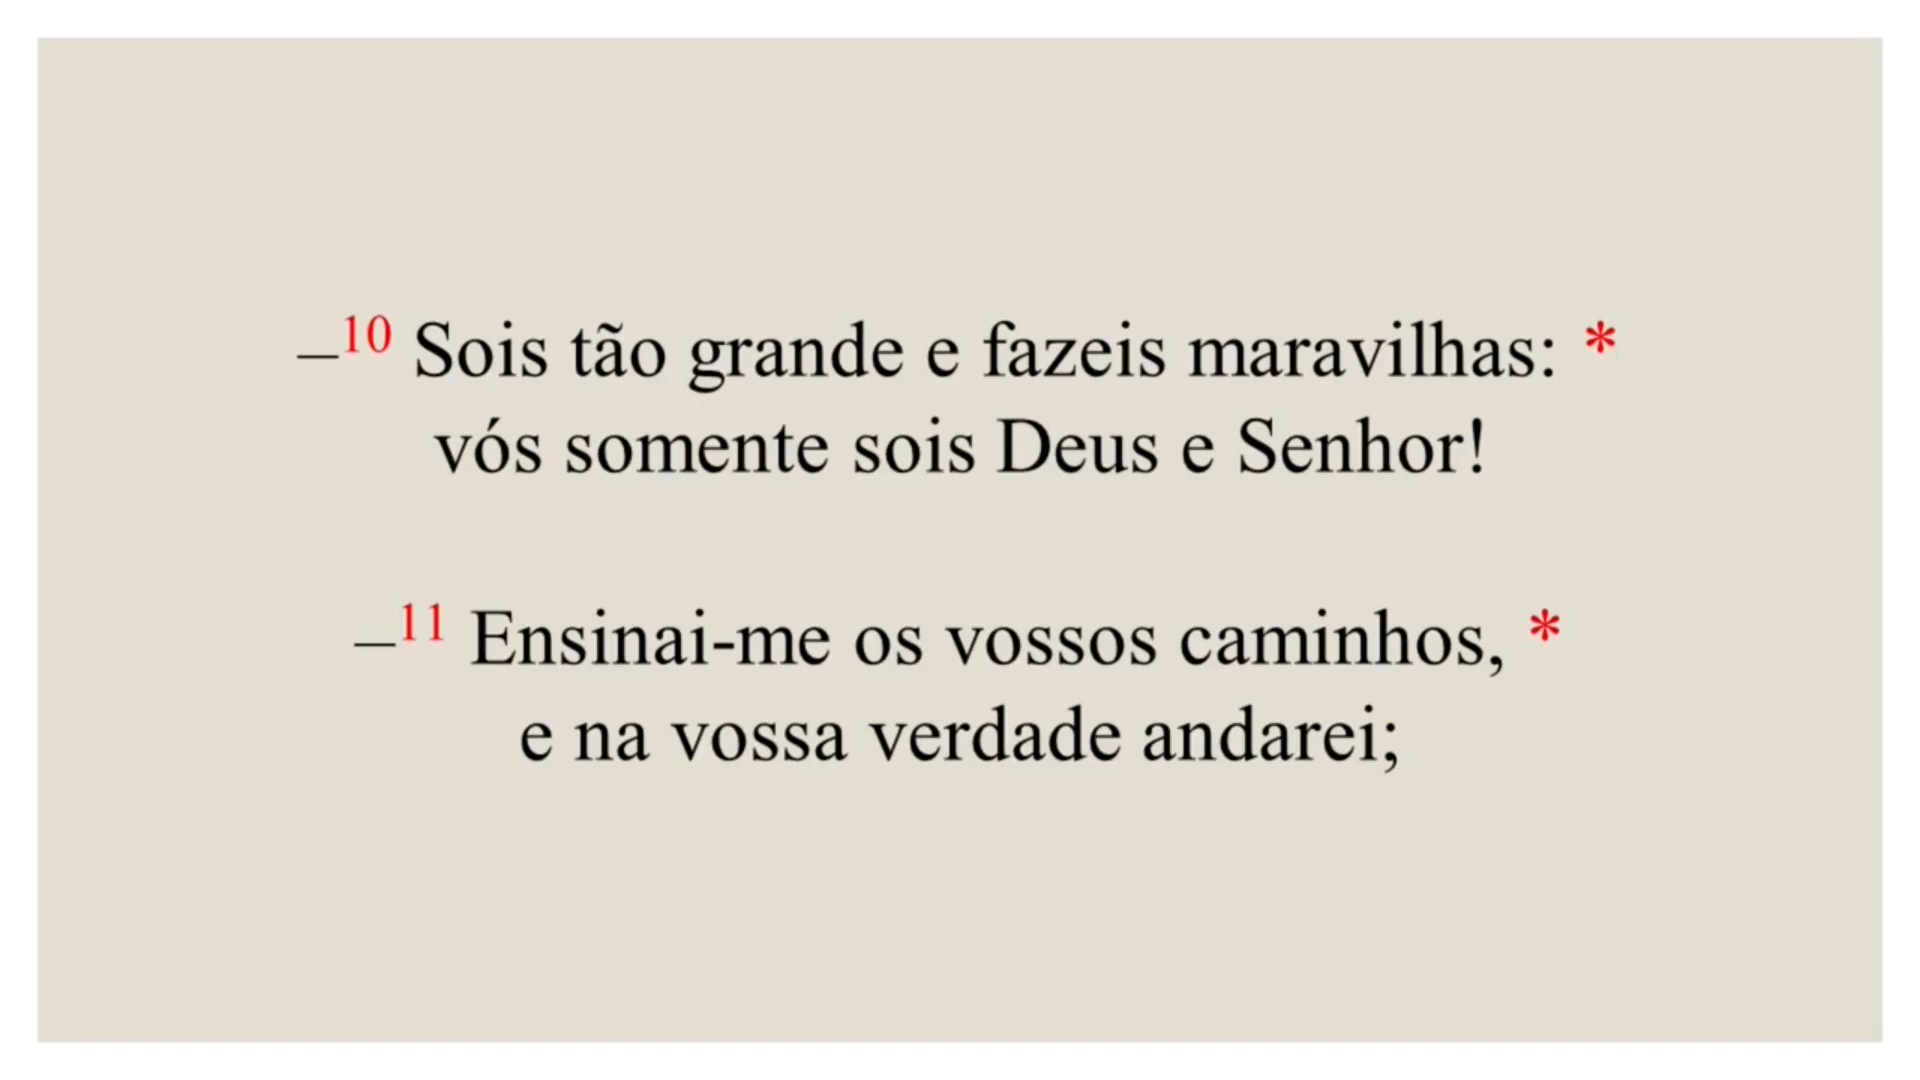 –10 Sois tão grande e fazeis maravilhas: *
vós somente sois Deus e Senhor!
–11 Ensinai-me os vossos caminhos, *
e na vossa verdade andarei;